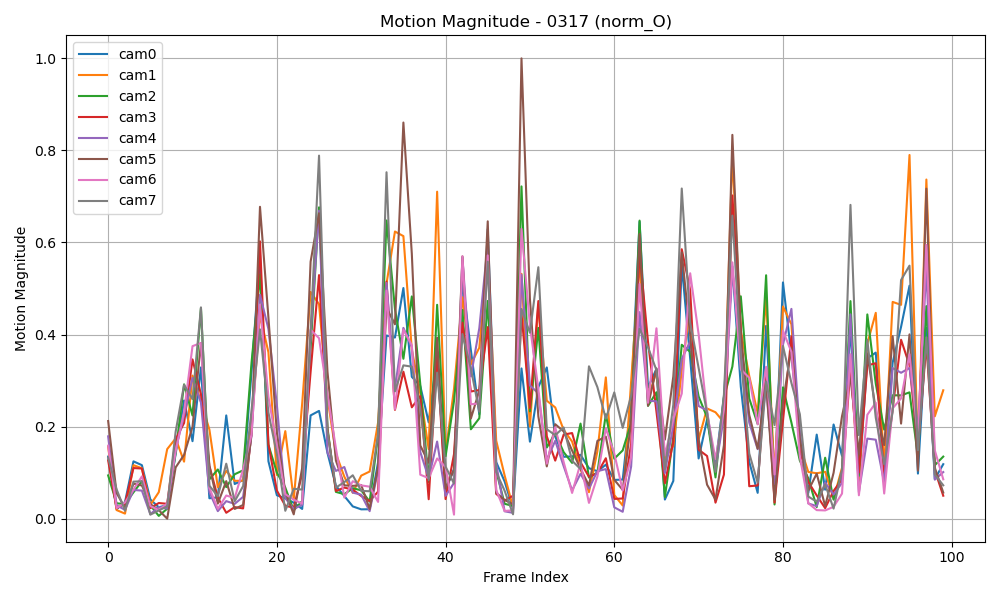 Motion Magnitude - 0317 (norm_O)
cam0
cam1
cam2
cam3
cam4
cam5
cam6
cam7
Motion Magnitude
1.0
0.8
0.6
0.4
0.2
0.0
0 20 40 60 80 100
Frame Index